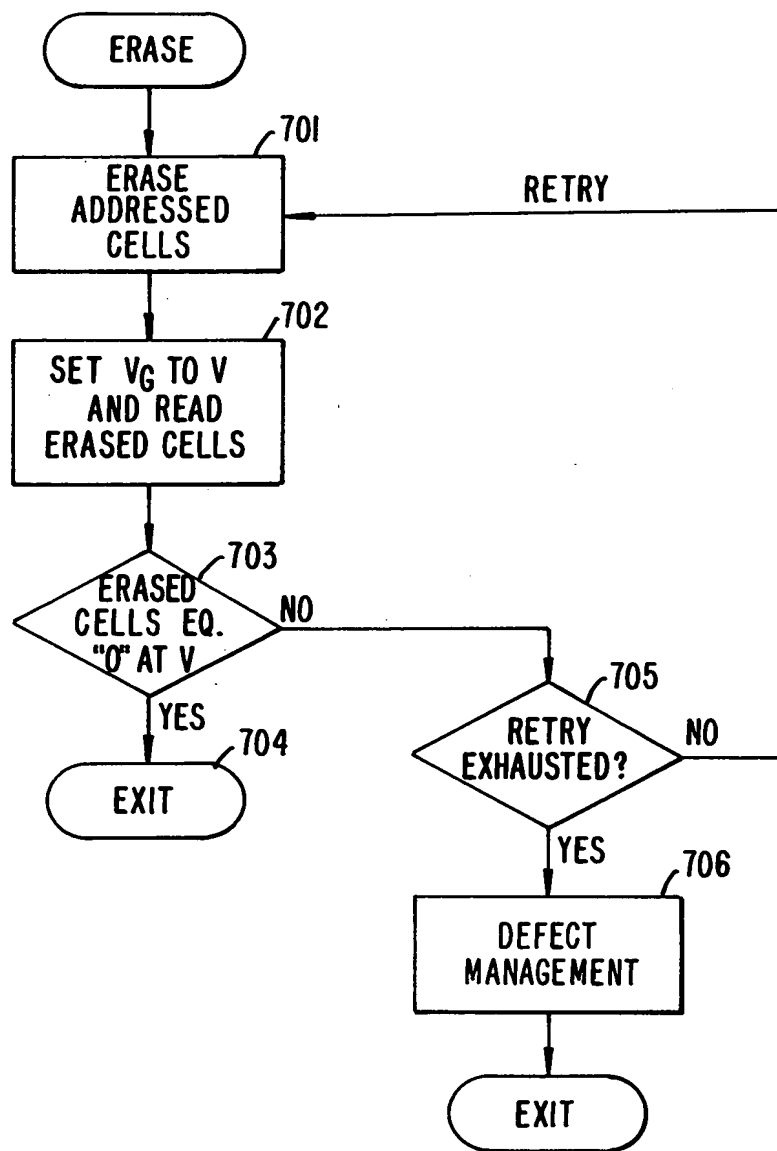 ERASE
701
ERASE
ADDRESSED
CELLS
RETRY
702
SET VG TO V
AND READ
ERASED CELLS
703
ERASED
CELLS EQ.
"0" AT V
NO
YES
704
EXIT
705
RETRY
EXHAUSTED?
NO
YES
706
DEFECT
MANAGEMENT
EXIT